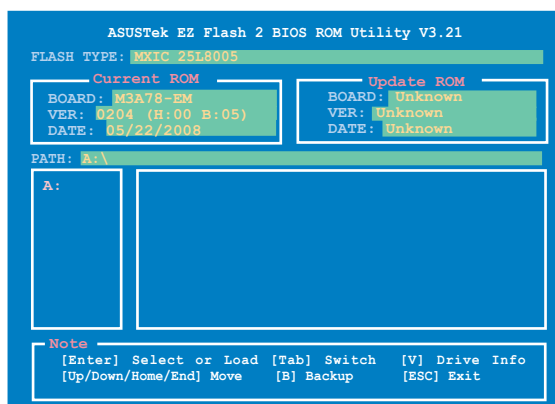 ASUSTek EZ Flash 2 BIOS ROM Utility V3.21
FLASH TYPE: MXIC 25L8005
Current ROM
BOARD: M3A78-EM
VER: 0204 (H:00 B:05)
DATE: 05/22/2008
Update ROM
BOARD: Unknown
VER: Unknown
DATE: Unknown
PATH: A:\
A:
Note
[Enter] Select or Load [Tab] Switch [V] Drive Info
[Up/Down/Home/End] Move [B] Backup [ESC] Exit